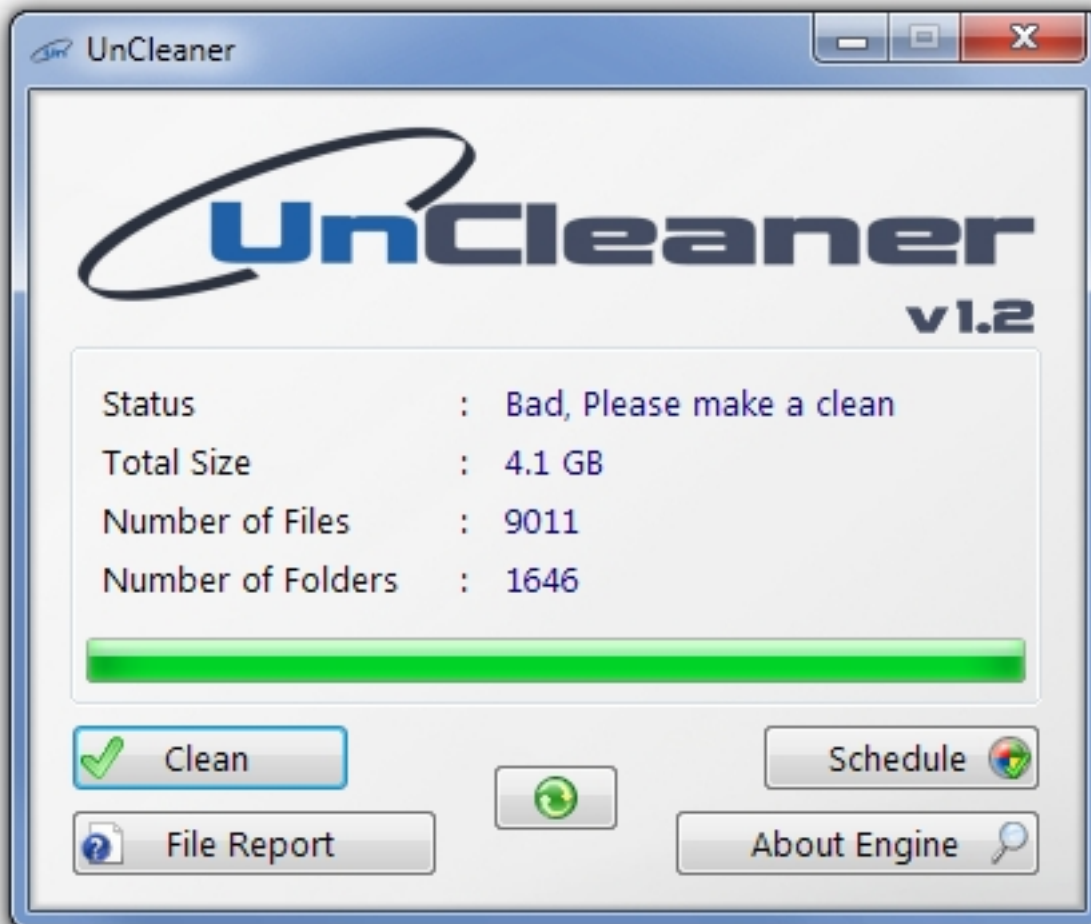 UnCleaner
UnCleaner
v1.2
Status : Bad, Please make a clean
Total Size : 4.1 GB
Number of Files : 9011
Number of Folders : 1646
Clean
Schedule
File Report
About Engine